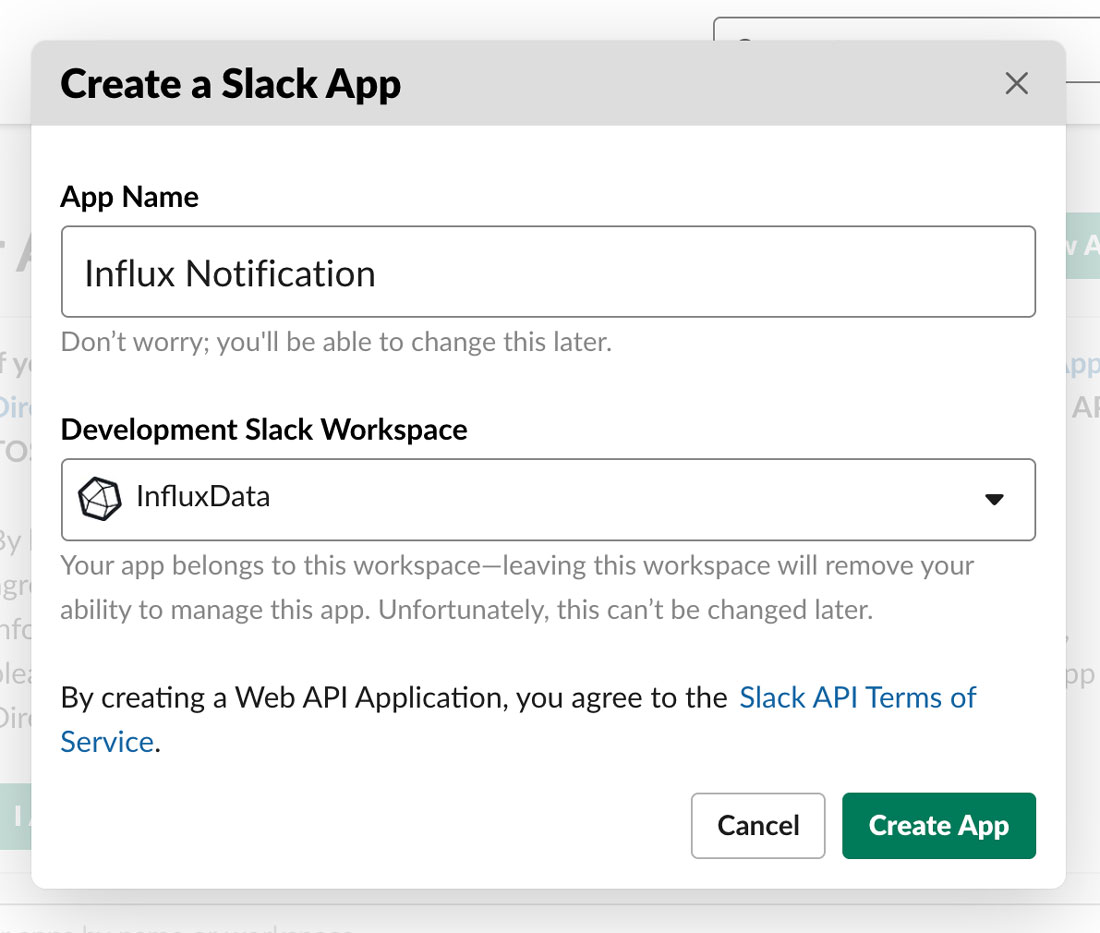 Create a Slack App
App Name
Influx Notification
Don’t worry; you'll be able to change this later.
Development Slack Workspace
InfluxData
Your app belongs to this workspace—leaving this workspace will remove your
ability to manage this app. Unfortunately, this can’t be changed later.
By creating a Web API Application, you agree to the Slack API Terms of
Service.
Cancel
Create App